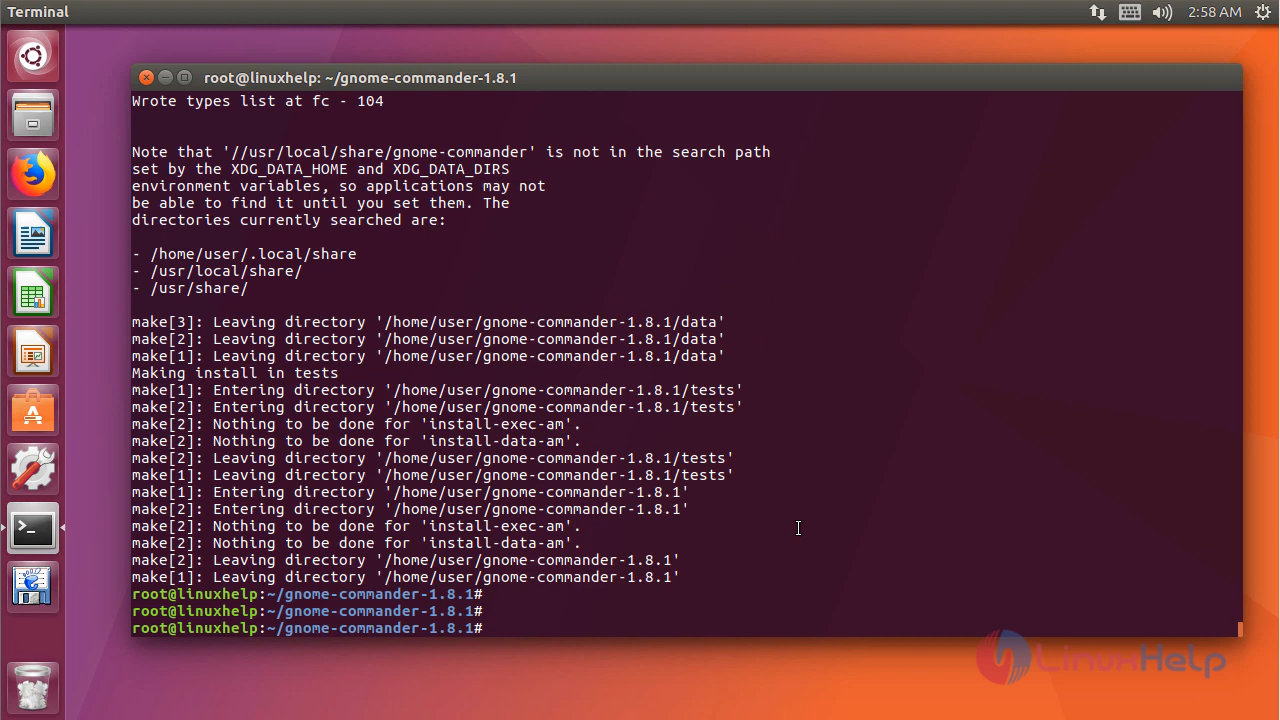 Terminal
2:58 AM
root@linuxhelp: ~/gnome-commander-1.8.1
Wrote types list at fc - 104
Note that '//usr/local/share/gnome-commander' is not in the search path
set by the XDG_DATA_HOME and XDG_DATA_DIRS
environment variables, so applications may not
be able to find it until you set them. The
directories currently searched are:
- /home/user/.local/share
- /usr/local/share/
- /usr/share/
make[3]: Leaving directory '/home/user/gnome-commander-1.8.1/data'
make[2]: Leaving directory '/home/user/gnome-commander-1.8.1/data'
make[1]: Leaving directory '/home/user/gnome-commander-1.8.1/data'
Making install in tests
make[1]: Entering directory '/home/user/gnome-commander-1.8.1/tests'
make[2]: Entering directory '/home/user/gnome-commander-1.8.1/tests'
make[2]: Nothing to be done for 'install-exec-am'.
make[2]: Nothing to be done for 'install-data-am'.
make[2]: Leaving directory '/home/user/gnome-commander-1.8.1/tests'
make[1]: Leaving directory '/home/user/gnome-commander-1.8.1/tests'
make[1]: Entering directory '/home/user/gnome-commander-1.8.1'
make[2]: Entering directory '/home/user/gnome-commander-1.8.1'
make[2]: Nothing to be done for 'install-exec-am'.
make[2]: Nothing to be done for 'install-data-am'.
make[2]: Leaving directory '/home/user/gnome-commander-1.8.1'
make[1]: Leaving directory '/home/user/gnome-commander-1.8.1'
root@linuxhelp:~/gnome-commander-1.8.1#
root@linuxhelp:~/gnome-commander-1.8.1#
root@linuxhelp:~/gnome-commander-1.8.1#
LinuxHelp